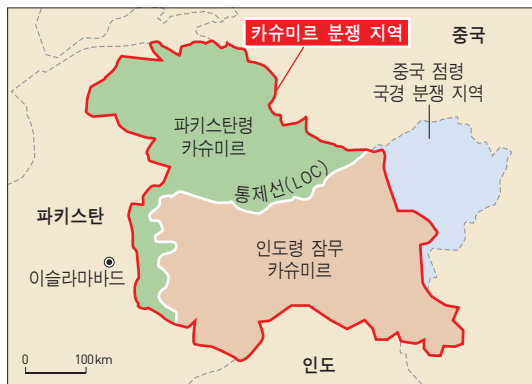 카슈미르 분쟁 지역
중국
중국 점령
국경 분쟁 지역
파키스탄령
카슈미르
통제선(LOC)
파키스탄
인도령 잠무
카슈미르
이슬라마바드
0 100km
인도